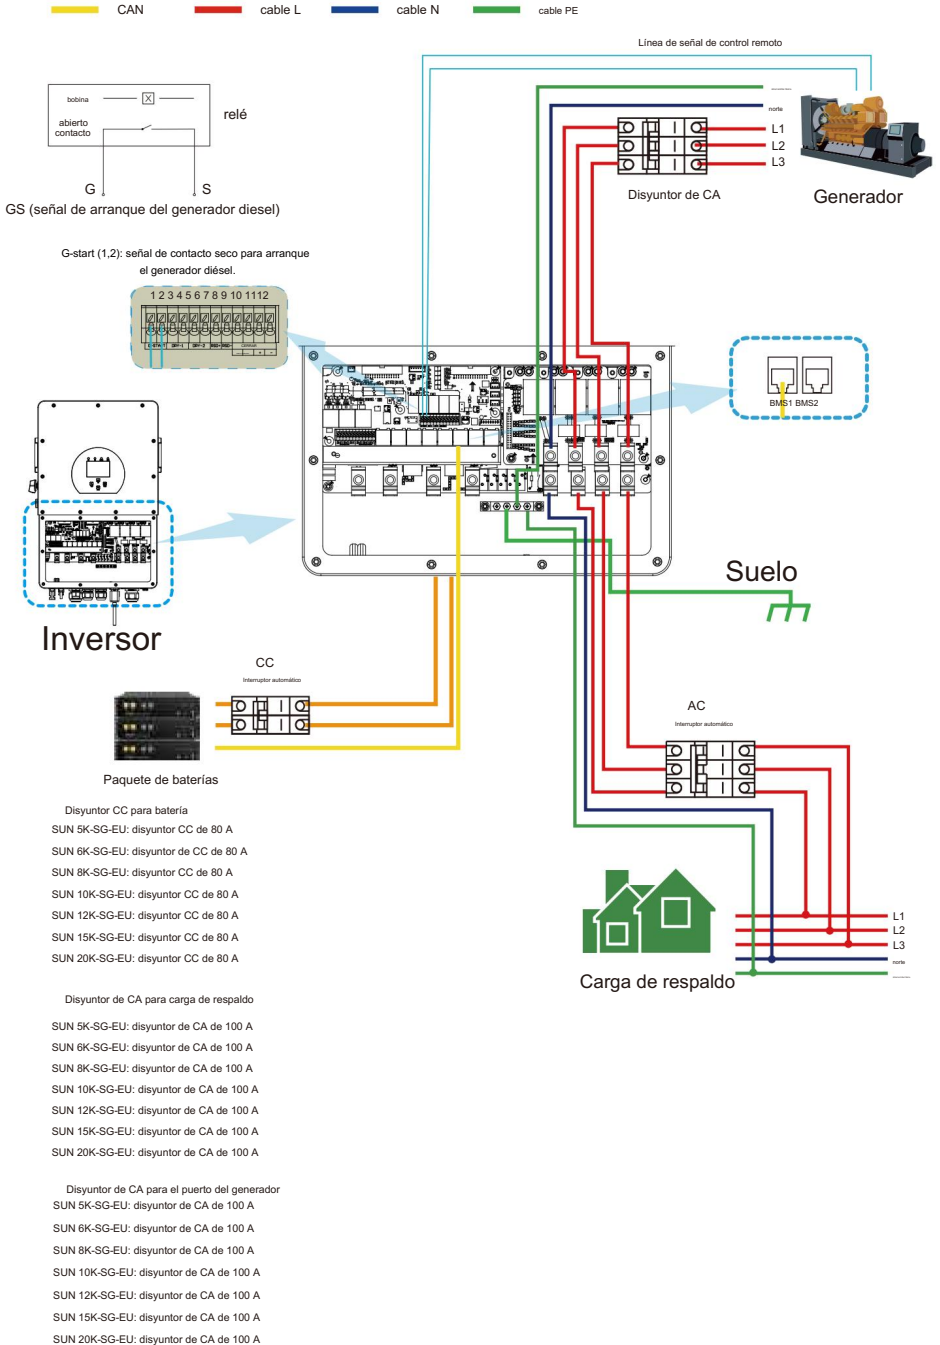 CAN
cable L
cable N
cable PE
Línea de señal de control remoto
bobina
X
abierto
contacto
relé
G
S
GS (señal de arranque del generador diesel)
norte
L1
L2
L3
Disyuntor de CA
Generador
G-start (1,2): señal de contacto seco para arranque
el generador diésel.
1 2 3 4 5 6 7 8 9 10 11 12
BMS1 BMS2
Inversor
Suelo
CC
Interruptor automático
Paquete de baterías
AC
Interruptor automático
L1
L2
L3
norte
Carga de respaldo
Disyuntor CC para batería
SUN 5K-SG-EU: disyuntor CC de 80 A
SUN 6K-SG-EU: disyuntor de CC de 80 A
SUN 8K-SG-EU: disyuntor CC de 80 A
SUN 10K-SG-EU: disyuntor CC de 80 A
SUN 12K-SG-EU: disyuntor CC de 80 A
SUN 15K-SG-EU: disyuntor CC de 80 A
SUN 20K-SG-EU: disyuntor CC de 80 A
Disyuntor de CA para carga de respaldo
SUN 5K-SG-EU: disyuntor de CA de 100 A
SUN 6K-SG-EU: disyuntor de CA de 100 A
SUN 8K-SG-EU: disyuntor de CA de 100 A
SUN 10K-SG-EU: disyuntor de CA de 100 A
SUN 12K-SG-EU: disyuntor de CA de 100 A
SUN 15K-SG-EU: disyuntor de CA de 100 A
SUN 20K-SG-EU: disyuntor de CA de 100 A
Disyuntor de CA para el puerto del generador
SUN 5K-SG-EU: disyuntor de CA de 100 A
SUN 6K-SG-EU: disyuntor de CA de 100 A
SUN 8K-SG-EU: disyuntor de CA de 100 A
SUN 10K-SG-EU: disyuntor de CA de 100 A
SUN 12K-SG-EU: disyuntor de CA de 100 A
SUN 15K-SG-EU: disyuntor de CA de 100 A
SUN 20K-SG-EU: disyuntor de CA de 100 A